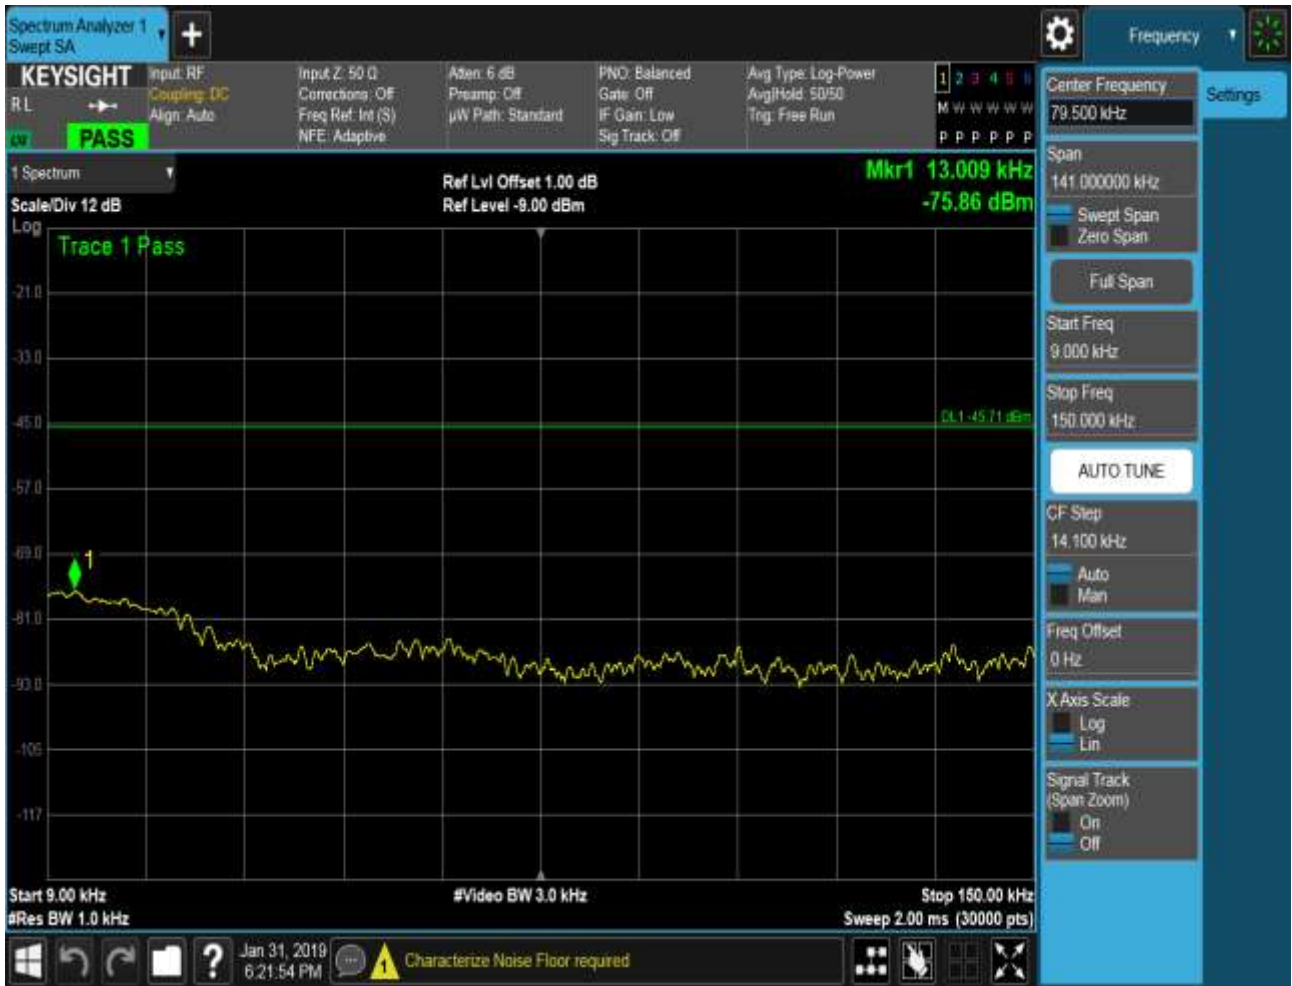 Spectrum Analyzer 1
Swept SA
+
Frequency
KEYSIGHT
RL
PASS
Input: RF
Coupling: DC
Align: Auto
Input Z: 50 Ω
Corrections: Off
Freq Ref: Int (S)
NFE: Adaptive
Atten: 6 dB
Preamp: Off
µW Path: Standard
PNO: Balanced
Gate: Off
IF Gain: Low
Sig Track: Off
Avg Type: Log-Power
Avg|Hold: 50/50
Trig: Free Run
1 2 3 4 5 6
M W W W W W
P P P P P P
1 Spectrum
Scale/Div 12 dB
Ref Lvl Offset 1.00 dB
Ref Level -9.00 dBm
Mkr1 13.009 kHz
-75.86 dBm
Log
Trace 1 Pass
-21.0
-33.0
-45.0
DL1 -45.71 dBm
-57.0
-69.0
1
-81.0
-93.0
-105
-117
Start 9.00 kHz
#Video BW 3.0 kHz
Stop 150.00 kHz
#Res BW 1.0 kHz
Sweep 2.00 ms (30000 pts)
Center Frequency
79.500 kHz
Settings
Span
141.000000 kHz
Swept Span
Zero Span
Full Span
Start Freq
9.000 kHz
Stop Freq
150.000 kHz
AUTO TUNE
CF Step
14.100 kHz
Auto
Man
Freq Offset
0 Hz
X Axis Scale
Log
Lin
Signal Track
(Span Zoom)
On
Off
?
Jan 31, 2019
6:21:54 PM
1
Characterize Noise Floor required